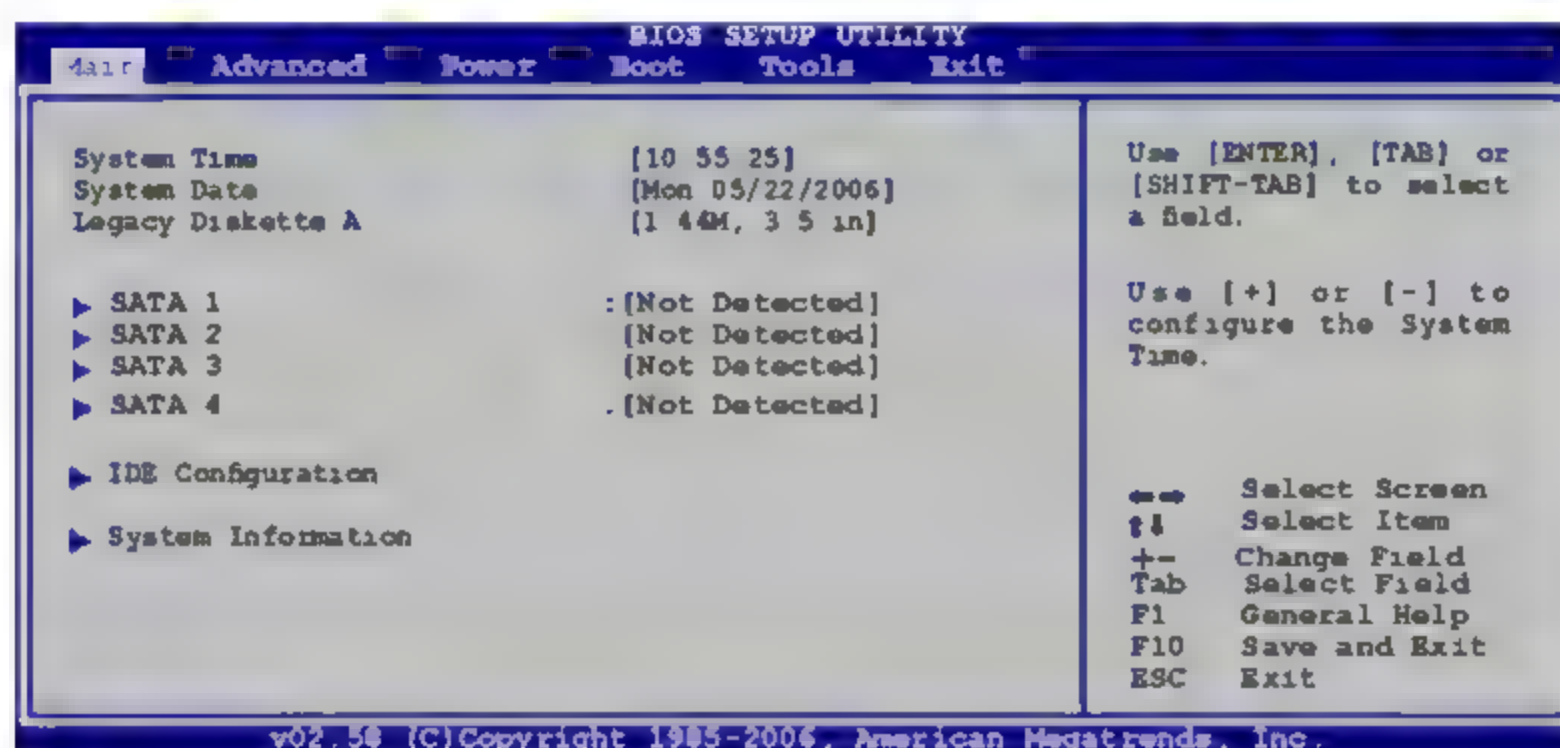 BIOS SETUP UTILITY
Main Advanced Power Boot Tools Exit
System Time [10 55 25]
System Date [Mon 05/22/2006]
Legacy Diskette A [1 44M, 3 5 in]
SATA 1 :[Not Detected]
SATA 2 [Not Detected]
SATA 3 [Not Detected]
SATA 4 .[Not Detected]
IDE Configuration
System Information
Use [ENTER], [TAB] or
[SHIFT-TAB] to select
a field.
Use [+] or [-] to
configure the System
Time.
←→ Select Screen
↑↓ Select Item
+- Change Field
Tab Select Field
F1 General Help
F10 Save and Exit
ESC Exit
v02.58 (C)Copyright 1985-2006, American Megatrends, Inc.